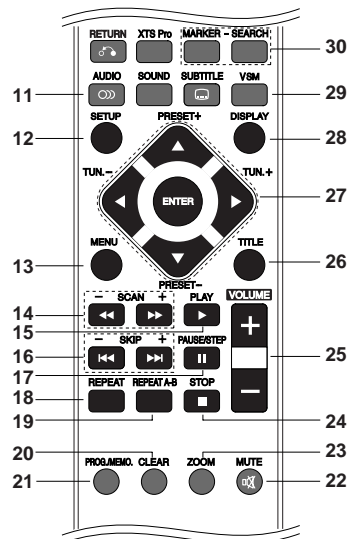 RETURN XTS Pro MARKER - SEARCH
30
AUDIO SOUND SUBTITLE VSM
11 29
SETUP PRESET+ DISPLAY
12 28
TUN.- TUN.+
ENTER 27
MENU TITLE
13 26
PRESET-
- SCAN + PLAY VOLUME
14
15
- SKIP + PAUSE/STEP
16 25
17
REPEAT REPEAT A-B STOP
18
19 24
20 23
PROG./MEMO. CLEAR ZOOM MUTE
21 22